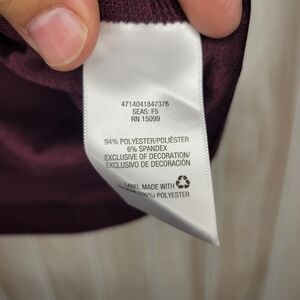 4714041847376
SEAS: F5
RN 15099
94% POLYESTER/POLIÉSTER
6% SPANDEX
EXCLUSIVE OF DECORATION/
EXCLUSIVO DE DECORACIÓN
LABEL MADE WITH
POLYESTER